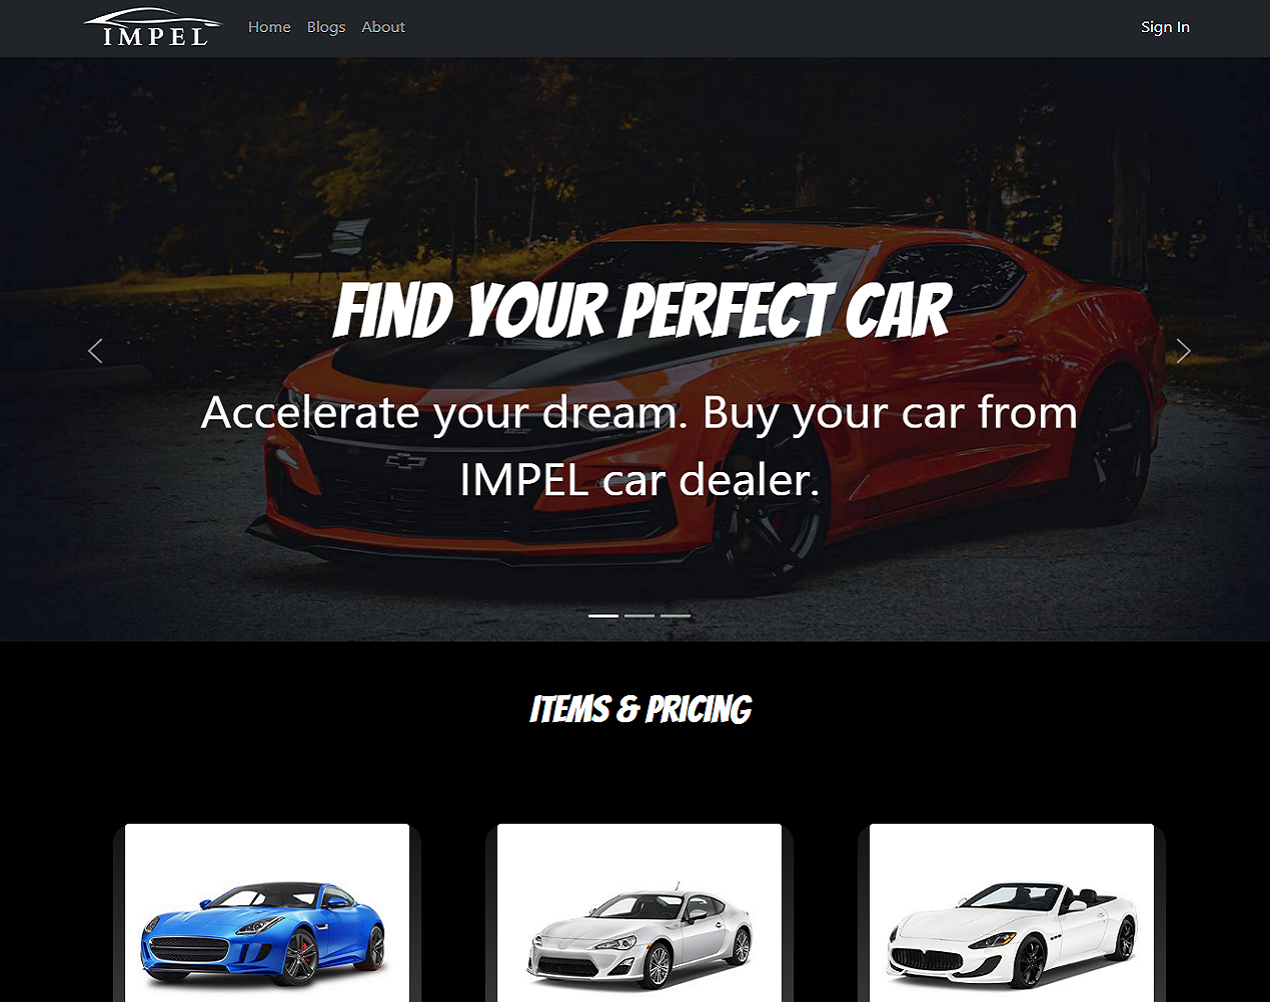 IMPEL
Home Blogs About
Sign In
FIND YOUR PERFECT CAR
Accelerate your dream. Buy your car from
IMPEL car dealer.
ITEMS & PRICING